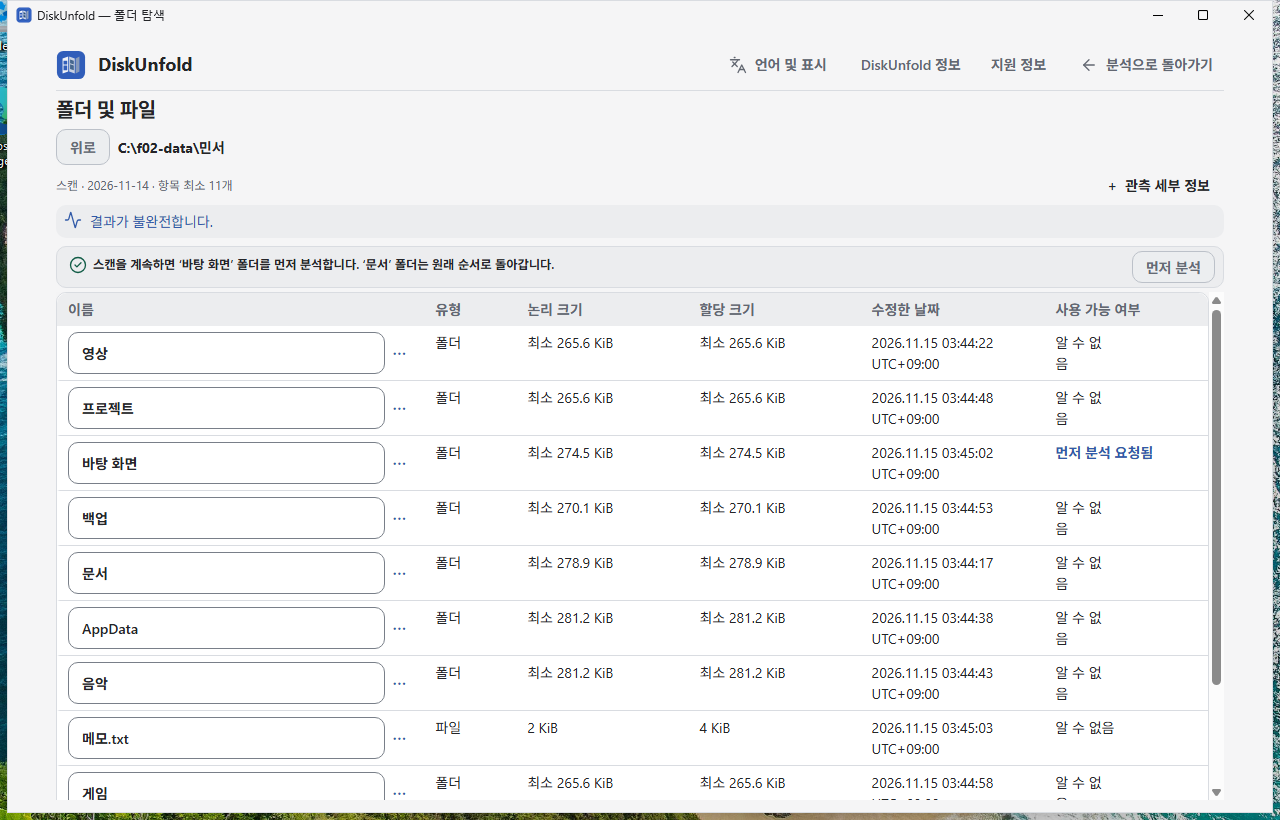 DiskUnfold — 폴더 탐색
DiskUnfold
언어 및 표시
DiskUnfold 정보
지원 정보
← 분석으로 돌아가기
폴더 및 파일
위로
C:\f02-data\민서
스캔 · 2026-11-14 · 항목 최소 11개
+ 관측 세부 정보
결과가 불완전합니다.
스캔을 계속하면 '바탕 화면' 폴더를 먼저 분석합니다. '문서' 폴더는 원래 순서로 돌아갑니다.
먼저 분석
이름 유형 논리 크기 할당 크기 수정한 날짜 사용 가능 여부
영상 ··· 폴더 최소 265.6 KiB 최소 265.6 KiB 2026.11.15 03:44:22 알 수 없
UTC+09:00 음
프로젝트 ··· 폴더 최소 265.6 KiB 최소 265.6 KiB 2026.11.15 03:44:48 알 수 없
UTC+09:00 음
바탕 화면 ··· 폴더 최소 274.5 KiB 최소 274.5 KiB 2026.11.15 03:45:02 먼저 분석 요청됨
UTC+09:00
백업 ··· 폴더 최소 270.1 KiB 최소 270.1 KiB 2026.11.15 03:44:53 알 수 없
UTC+09:00 음
문서 ··· 폴더 최소 278.9 KiB 최소 278.9 KiB 2026.11.15 03:44:17 알 수 없
UTC+09:00 음
AppData ··· 폴더 최소 281.2 KiB 최소 281.2 KiB 2026.11.15 03:44:38 알 수 없
UTC+09:00 음
음악 ··· 폴더 최소 281.2 KiB 최소 281.2 KiB 2026.11.15 03:44:43 알 수 없
UTC+09:00 음
메모.txt ··· 파일 2 KiB 4 KiB 2026.11.15 03:45:03 알 수 없음
UTC+09:00
게임 ··· 폴더 최소 265.6 KiB 최소 265.6 KiB 2026.11.15 03:44:58 알 수 없